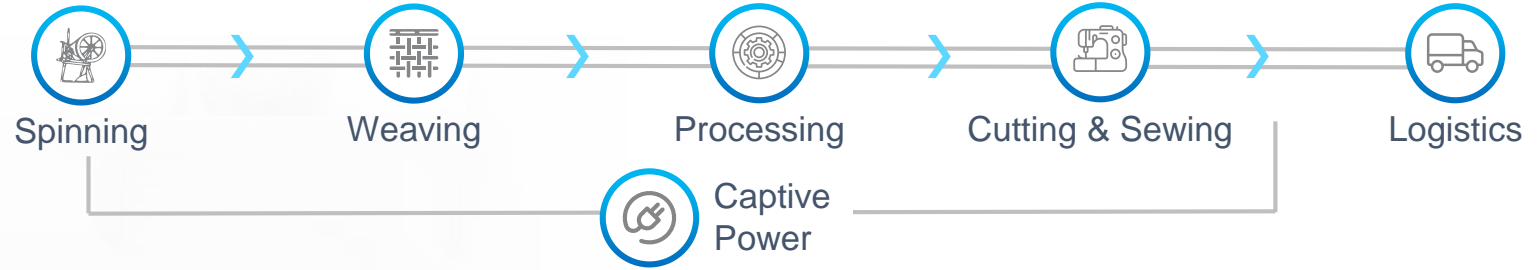 Spinning
Weaving
Processing
Cutting & Sewing
Logistics
Captive
Power